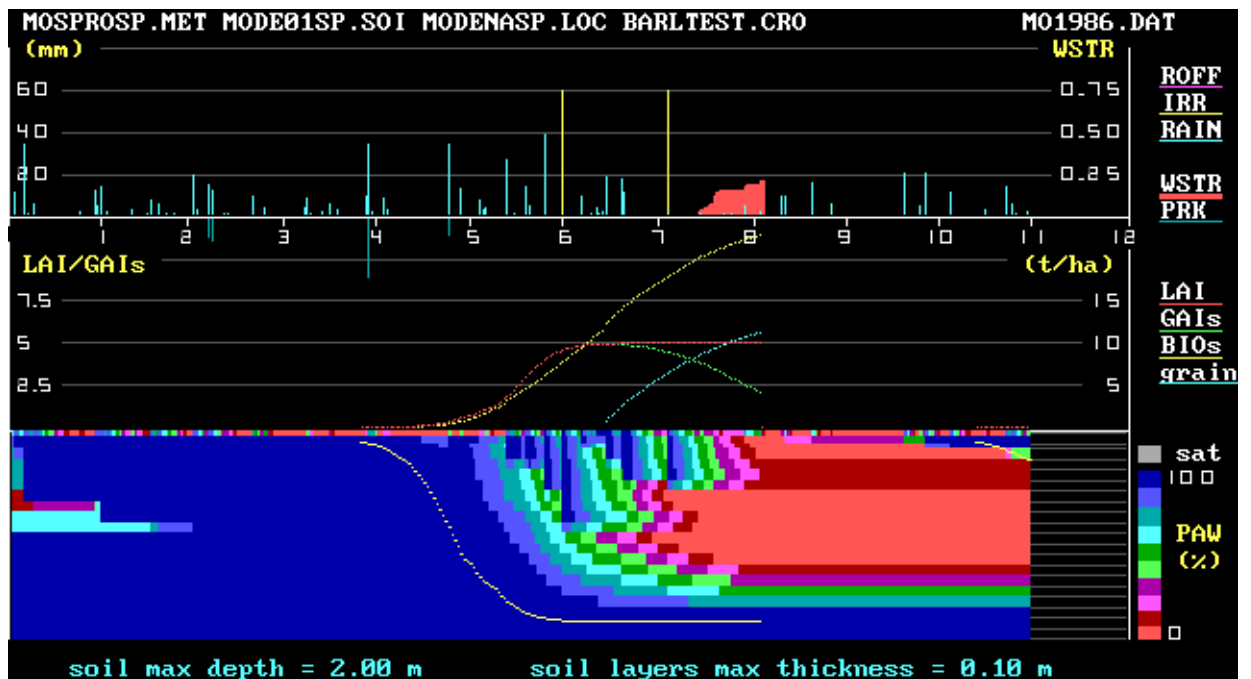 MOSPROSP.MET MODE01SP.SOI MODENASP.LOC BARLTEST.CRO MO1986.DAT
(mm) WSTR
ROFF
60 0.75
IRR
40 0.50 RAIN
20 0.25
WSTR
PRK
1 2 3 4 5 6 7 8 9 10 11 12
LAI/GAIs (t/ha)
LAI
7.5 15
GAIs
5 10 BIOs
2.5 5 grain
sat
100
PAW
(%)
0
soil max depth = 2.00 m soil layers max thickness = 0.10 m